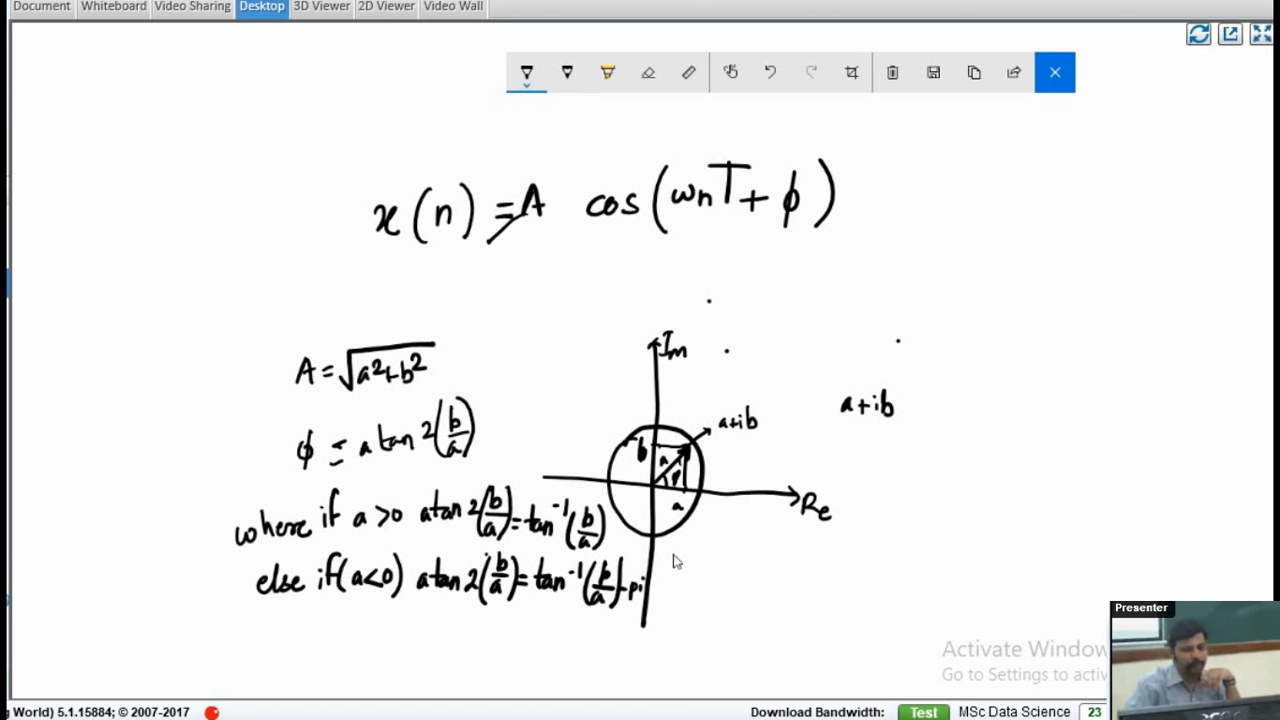 Document Whiteboard Video Sharing Desktop 3D Viewer 2D Viewer Video Wall
x(n) = A cos(ωnT + ϕ)
A = √a²+b²
Im
a+ib
a+ib
ϕ = atan2(b/a)
b
a
ϕ
a
Re
where if a>0 atan2(b/a) = tan⁻¹(b/a)
else if(a<0) atan2(b/a) = tan⁻¹(b/a)-pi
Presenter
Activate Window
Go to Settings to activ
g World) 5.1.15884; © 2007-2017 Download Bandwidth: Test MSc Data Science 23